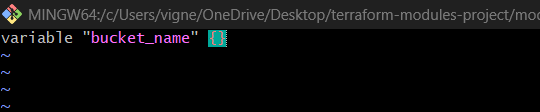 MINGW64:/c/Users/vigne/OneDrive/Desktop/terraform-modules-project/mod
variable "bucket_name" {}
~
~
~
~